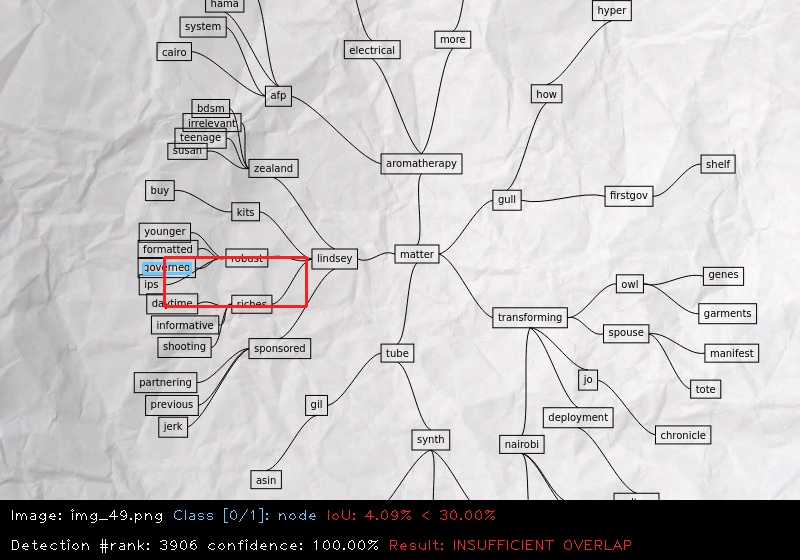 hama
hyper
system
cairo
electrical
more
afp
how
bdsm
irrelevant
teenage
susan
zealand
aromatherapy
shelf
buy
kits
gull
firstgov
younger
formatted
governed
robust
lindsey
matter
ips
daytime
riches
informative
shooting
sponsored
transforming
owl
genes
garments
spouse
manifest
tote
tube
jo
partnering
previous
jerk
gil
deployment
chronicle
synth
nairobi
asin
Image: img_49.png Class [0/1]: node IoU: 4.09% < 30.00%
Detection #rank: 3906 confidence: 100.00% Result: INSUFFICIENT OVERLAP